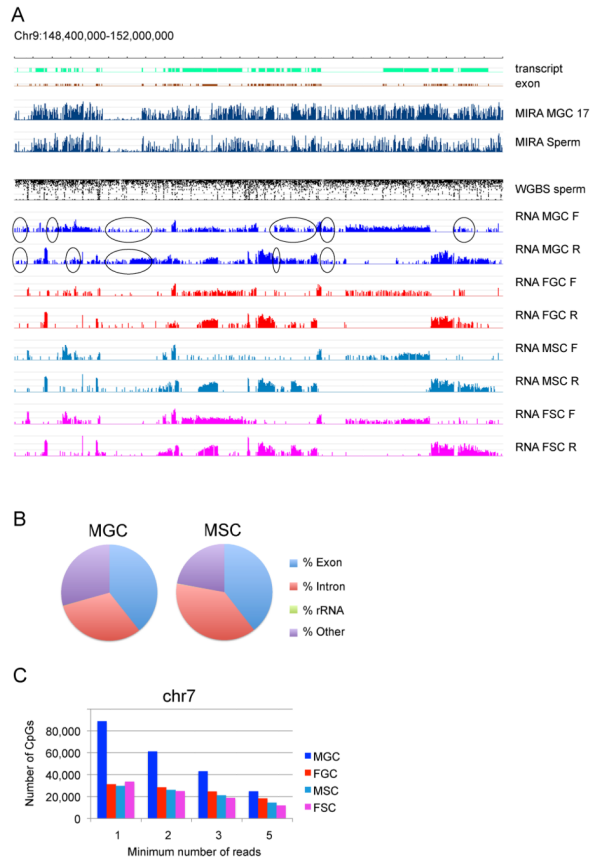 A
Chr9:148,400,000-152,000,000
transcript
exon
MIRA MGC 17
MIRA Sperm
WGBS sperm
RNA MGC F
RNA MGC R
RNA FGC F
RNA FGC R
RNA MSC F
RNA MSC R
RNA FSC F
RNA FSC R
B
MGC
MSC
% Exon
% Intron
% rRNA
% Other
C
chr7
Number of CpGs
80,000
60,000
40,000
20,000
0
1
2
3
5
Minimum number of reads
MGC
FGC
MSC
FSC